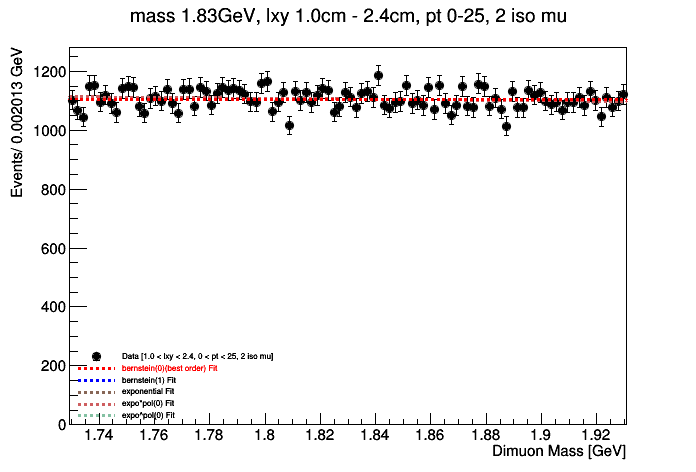 mass 1.83GeV, lxy 1.0cm - 2.4cm, pt 0-25, 2 iso mu
Events/ 0.002013 GeV
1200
1000
800
600
400
200
0
Data [1.0 < lxy < 2.4, 0 < pt < 25, 2 iso mu]
bernstein(0)(best order) Fit
bernstein(1) Fit
exponential Fit
expo*pol(0) Fit
expo^pol(0) Fit
1.74 1.76 1.78 1.8 1.82 1.84 1.86 1.88 1.9 1.92
Dimuon Mass [GeV]